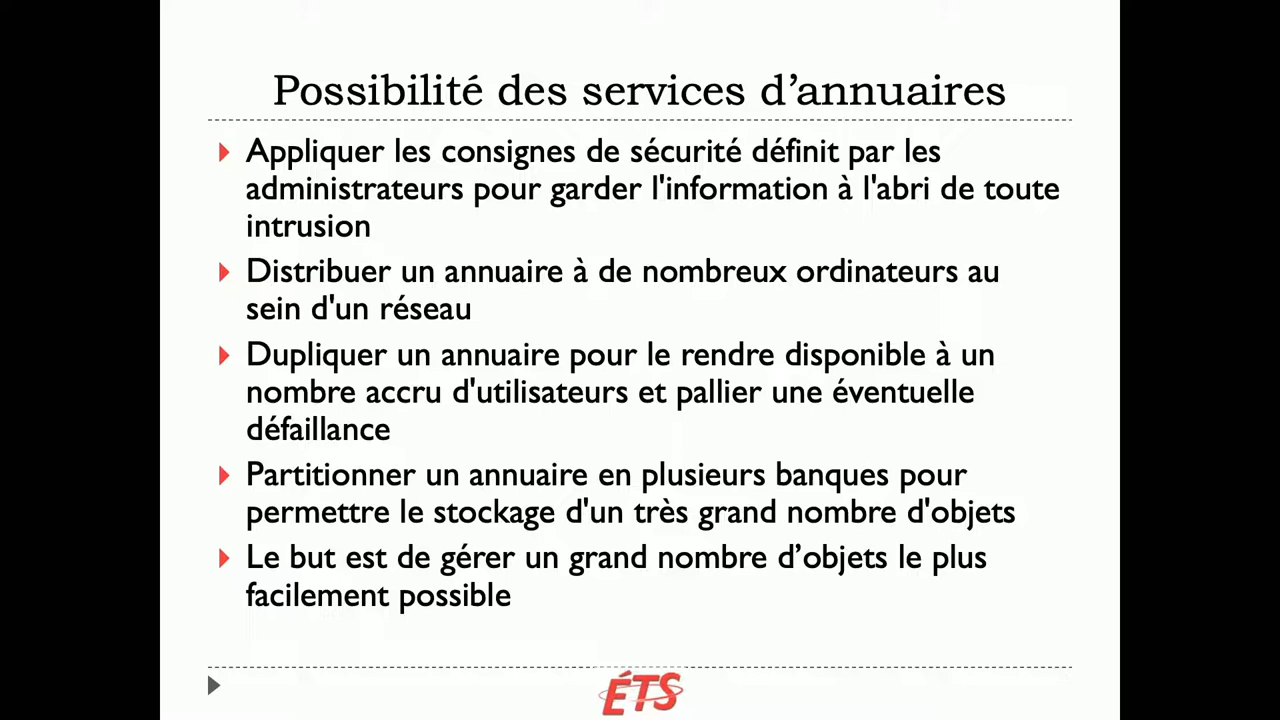 Possibilité des services d’annuaires
Appliquer les consignes de sécurité définit par les
administrateurs pour garder l'information à l'abri de toute
intrusion
Distribuer un annuaire à de nombreux ordinateurs au
sein d'un réseau
Dupliquer un annuaire pour le rendre disponible à un
nombre accru d'utilisateurs et pallier une éventuelle
défaillance
Partitionner un annuaire en plusieurs banques pour
permettre le stockage d'un très grand nombre d'objets
Le but est de gérer un grand nombre d’objets le plus
facilement possible
ÉTS